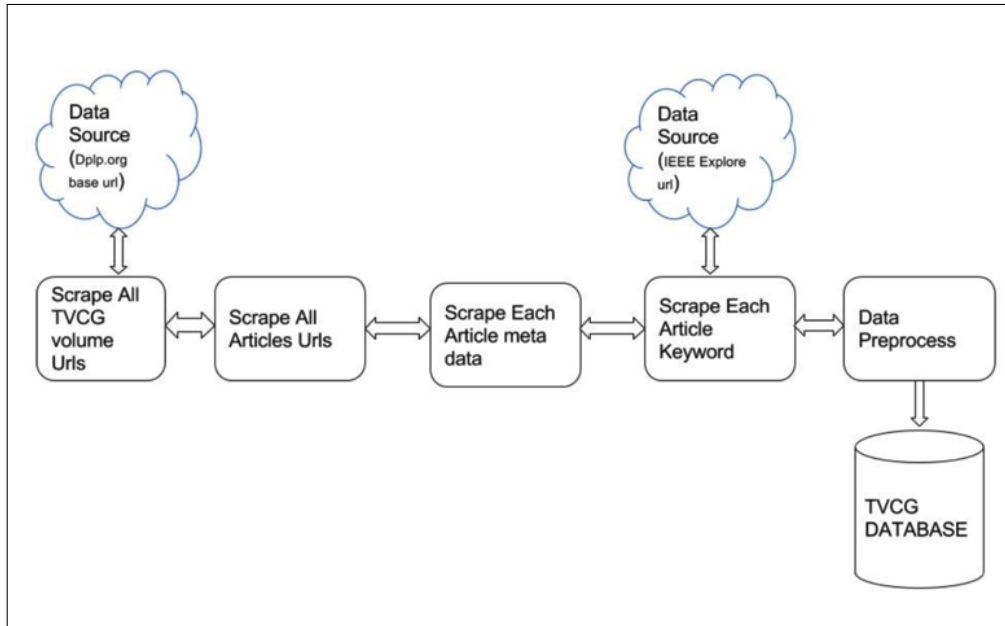 Data
Source
(Dplp.org
base url)
Data
Source
(IEEE Explore
url)
Scrape All
TVCG
volume
Urls
Scrape All
Articles Urls
Scrape Each
Article meta
data
Scrape Each
Article
Keyword
Data
Preprocess
TVCG
DATABASE